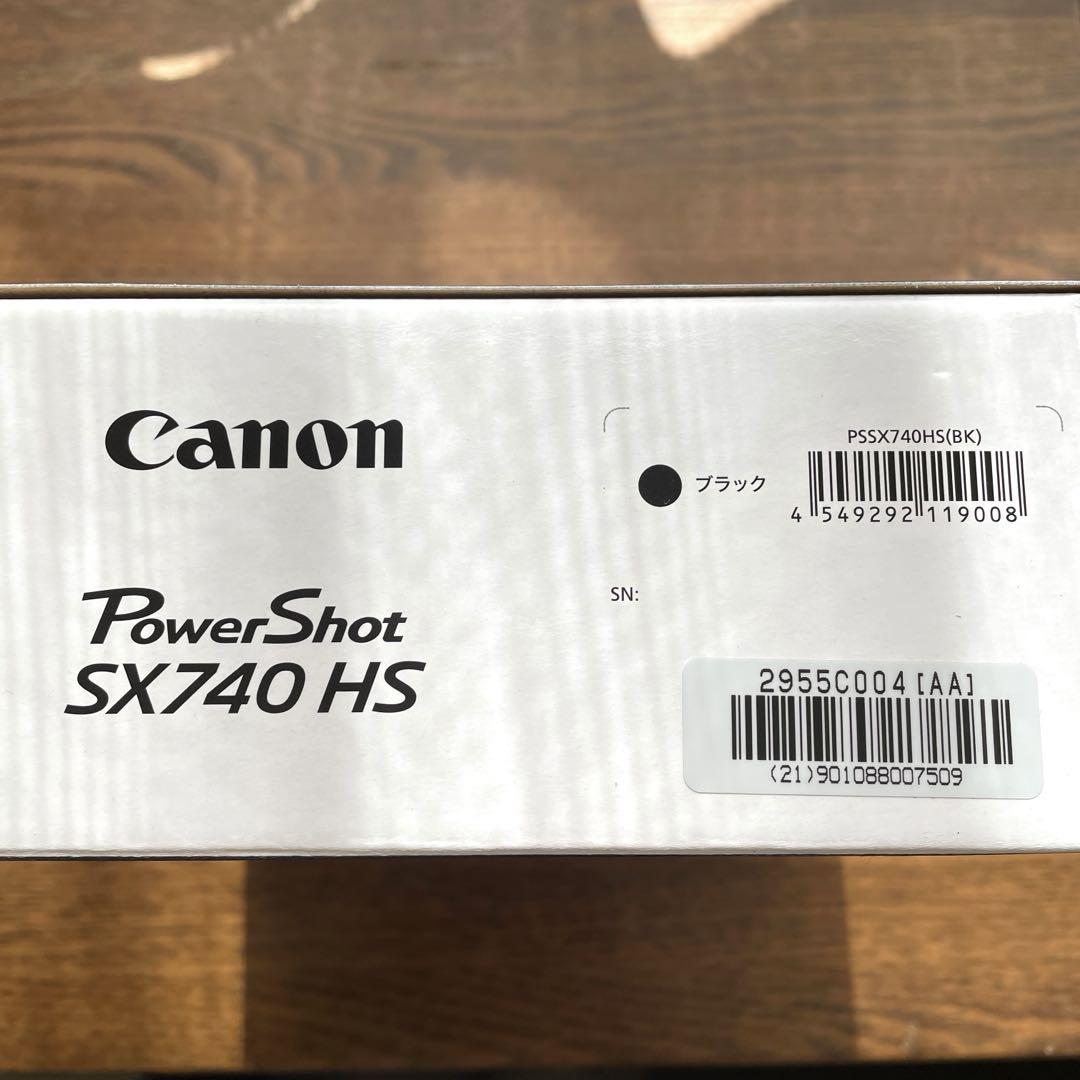 Canon
PowerShot
SX740 HS
ブラック
PSSX740HS(BK)
4 549292 119008
SN:
2955C004[AA]
(21)901088007509